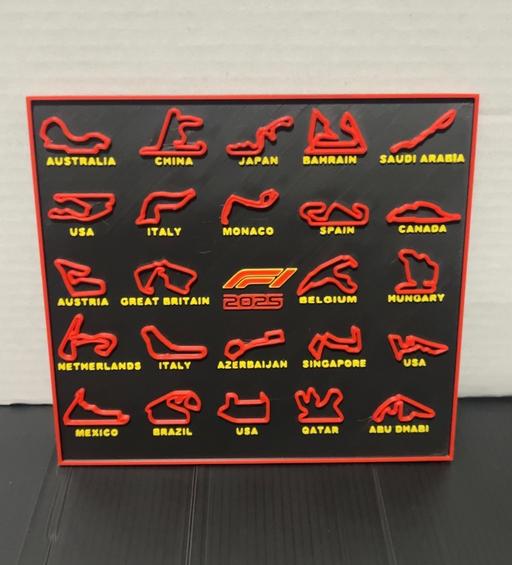 AUSTRALIA CHINA JAPAN BAHRAIN SAUDI ARABIA
USA ITALY MONACO SPAIN CANADA
AUSTRIA GREAT BRITAIN F1 2025 BELGIUM HUNGARY
NETHERLANDS ITALY AZERBAIJAN SINGAPORE USA
MEXICO BRAZIL USA QATAR ABU DHABI